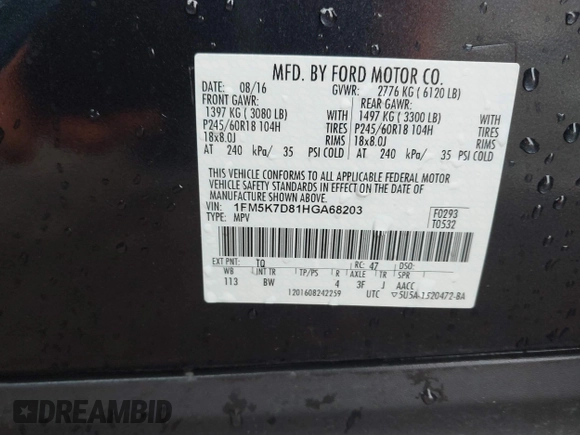 MFD. BY FORD MOTOR CO.
DATE: 08/16 GVWR: 2776 KG ( 6120 LB)
FRONT GAWR: REAR GAWR:
1397 KG ( 3080 LB) WITH 1497 KG ( 3300 LB) WITH
P245/60R18 104H TIRES P245/60R18 104H TIRES
18x8.0J RIMS 18x8.0J RIMS
AT 240 kPa/ 35 PSI COLD AT 240 kPa/ 35 PSI COLD
THIS VEHICLE CONFORMS TO ALL APPLICABLE FEDERAL MOTOR
VEHICLE SAFETY AND THEFT PREVENTION STANDARDS IN EFFECT ON THE DATE OF
MANUFACTURE SHOWN ABOVE.
VIN: 1FM5K7D81HGA68203 F0293
TYPE: MPV T0532
EXT PNT: TQ RC: 47 DSO:
WB INT TR TP/PS R AXLE TR SPR
113 BW 4 3F J AACC
1201608242259 UTC ▽5U5A-1520472-BA
DREAMBID